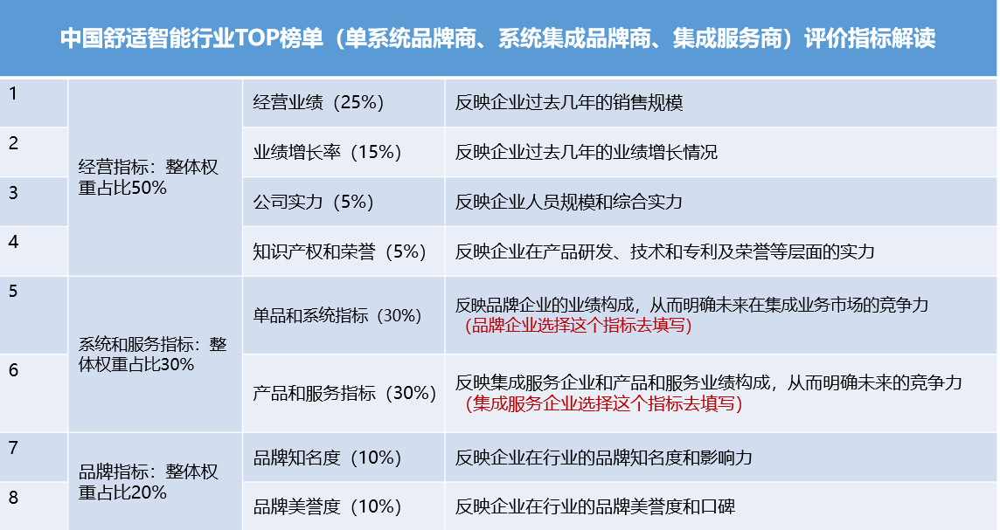 中国舒适智能行业TOP榜单（单系统品牌商、系统集成品牌商、集成服务商）评价指标解读
1
经营指标：整体权
重占比50%
经营业绩（25%）
反映企业过去几年的销售规模
2
业绩增长率（15%）
反映企业过去几年的业绩增长情况
3
公司实力（5%）
反映企业人员规模和综合实力
4
知识产权和荣誉（5%）
反映企业在产品研发、技术和专利及荣誉等层面的实力
5
系统和服务指标：整
体权重占比30%
单品和系统指标（30%）
反映品牌企业的业绩构成，从而明确未来在集成业务市场的竞争力
（品牌企业选择这个指标去填写）
6
产品和服务指标（30%）
反映集成服务企业和产品和服务业绩构成，从而明确未来的竞争力
（集成服务企业选择这个指标去填写）
7
品牌指标：整体权
重占比20%
品牌知名度（10%）
反映企业在行业的品牌知名度和影响力
8
品牌美誉度（10%）
反映企业在行业的品牌美誉度和口碑